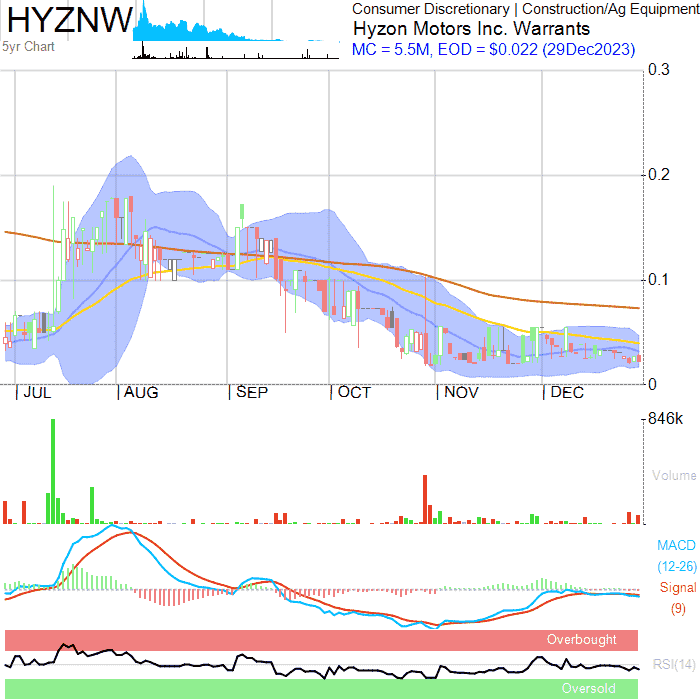 HYZNW
5yr Chart
Consumer Discretionary | Construction/Ag Equipment
Hyzon Motors Inc. Warrants
MC = 5.5M, EOD = $0.022 (29Dec2023)
0.3
0.2
0.1
0
JUL AUG SEP OCT NOV DEC
846k
Volume
MACD
(12-26)
Signal
(9)
Overbought
RSI(14)
Oversold